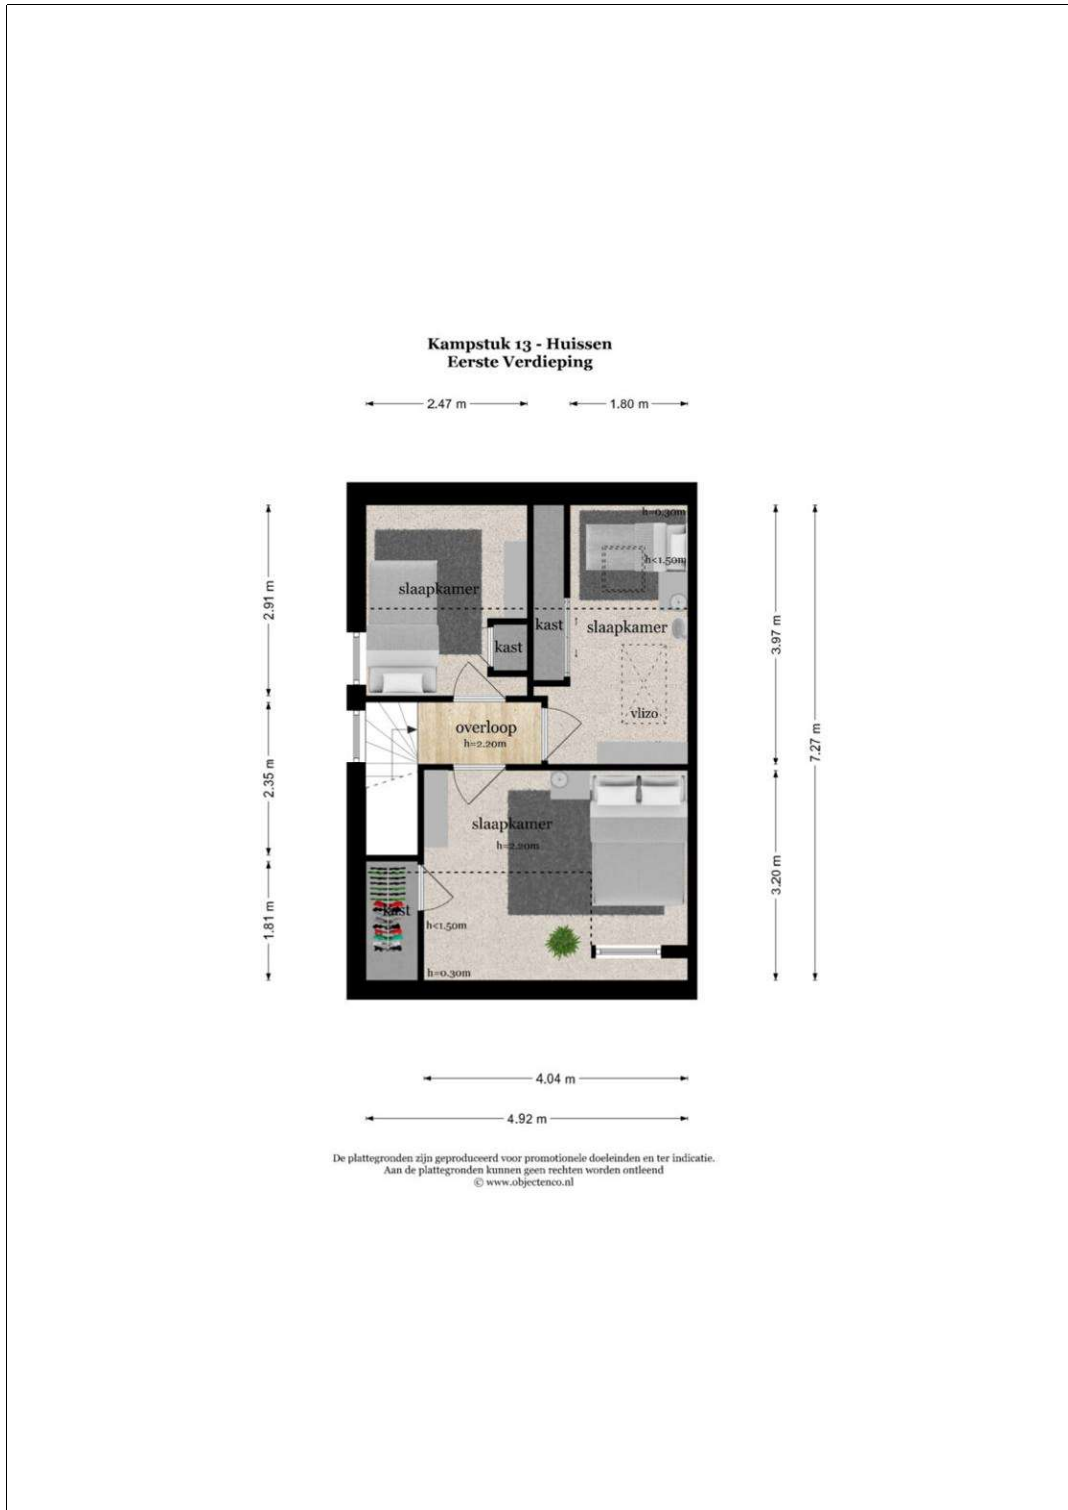 Kampstuk 13 - Huissen
Eerste Verdieping
2.47 m
1.80 m
h=0.30m
h<1.50m
slaapkamer
2.91 m
kast
slaapkamer
3.97 m
kast
vlizo
overloop
h=2.20m
7.27 m
2.35 m
slaapkamer
h=2.20m
3.20 m
kast
1.81 m
h<1.50m
h=0.30m
4.04 m
4.92 m
De plattegronden zijn geproduceerd voor promotionele doeleinden en ter indicatie.
Aan de plattegronden kunnen geen rechten worden ontleend
© www.objectenco.nl